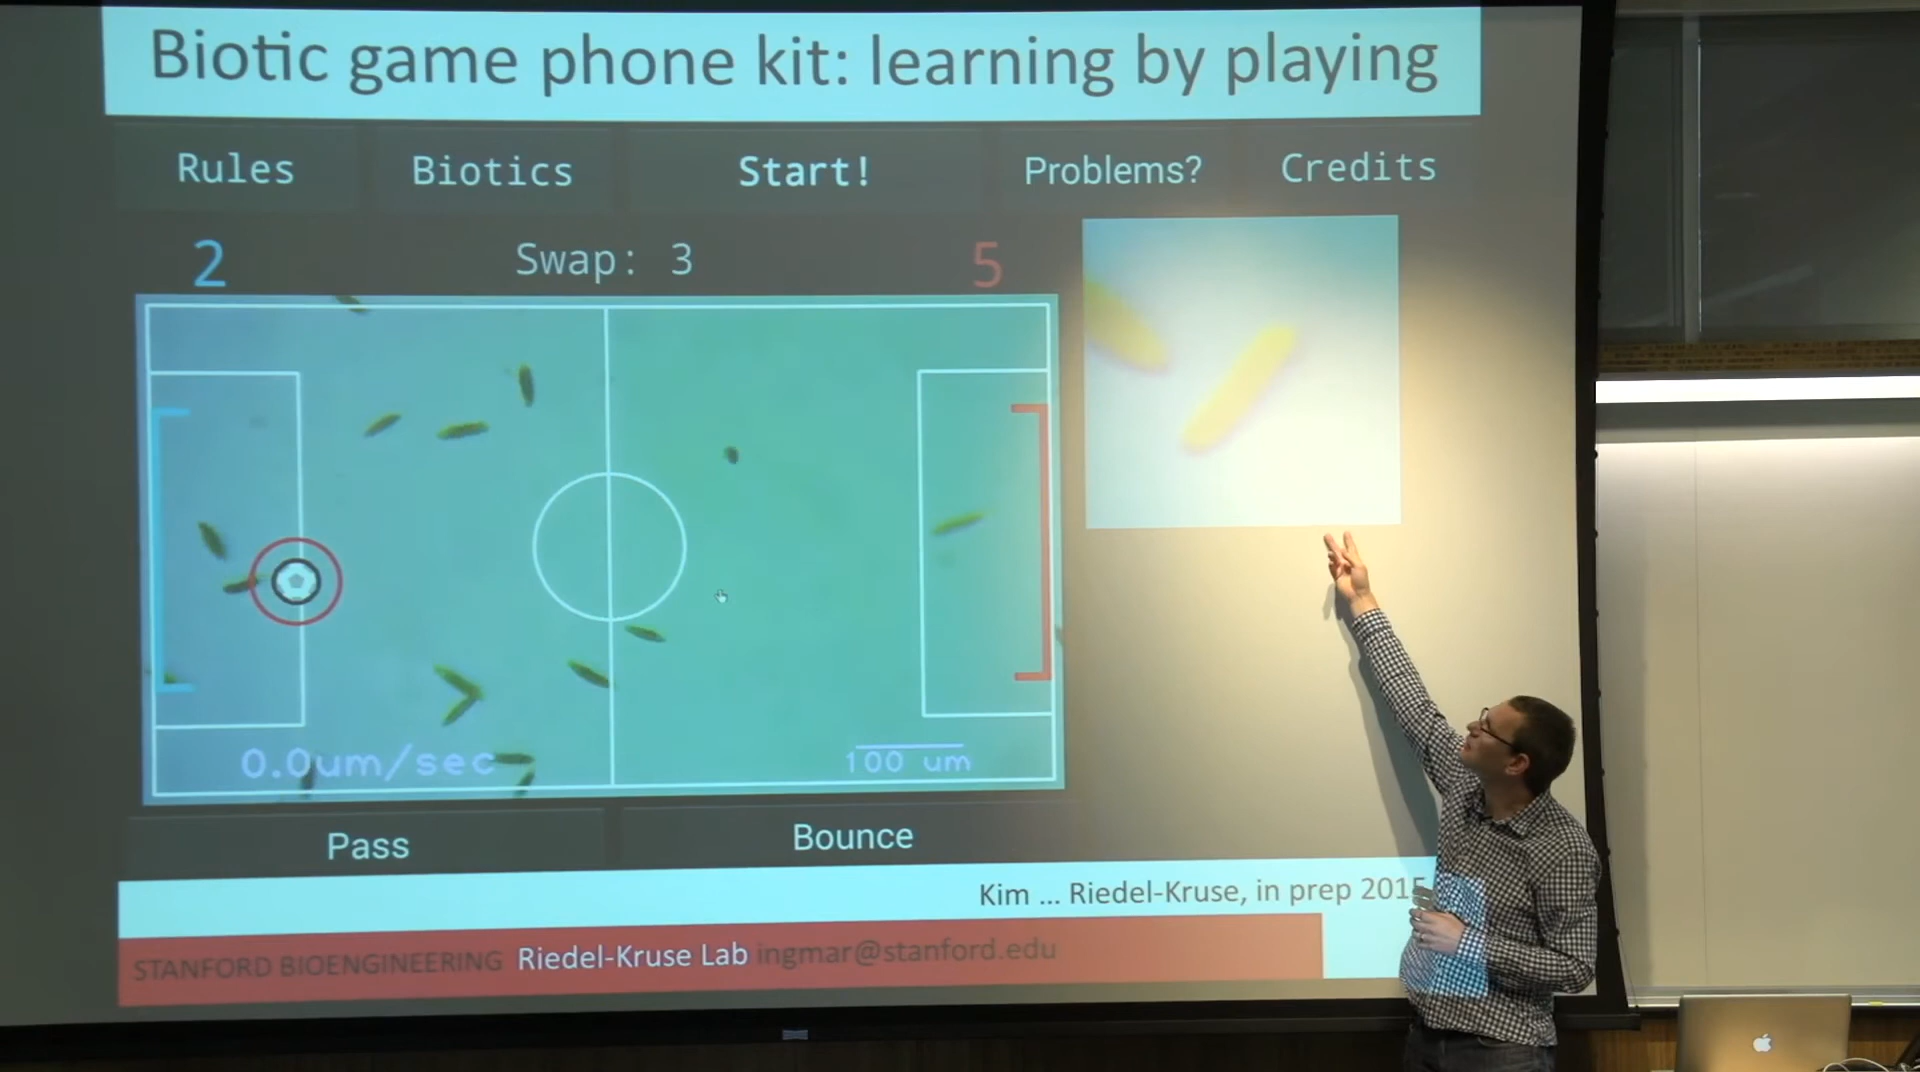 Biotic game phone kit: learning by playing
Rules Biotics Start! Problems? Credits
2 Swap: 3 5
0.0um/sec 100 um
Pass Bounce
Kim ... Riedel-Kruse, in prep 2015
STANFORD BIOENGINEERING Riedel-Kruse Lab ingmar@stanford.edu